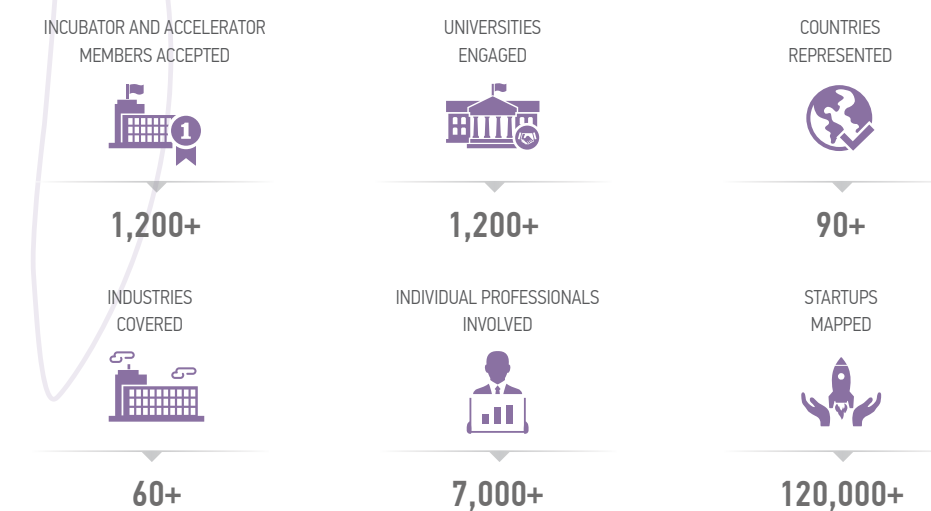 INCUBATOR AND ACCELERATOR
MEMBERS ACCEPTED
1
1,200+
UNIVERSITIES
ENGAGED
1,200+
COUNTRIES
REPRESENTED
90+
INDUSTRIES
COVERED
60+
INDIVIDUAL PROFESSIONALS
INVOLVED
7,000+
STARTUPS
MAPPED
120,000+